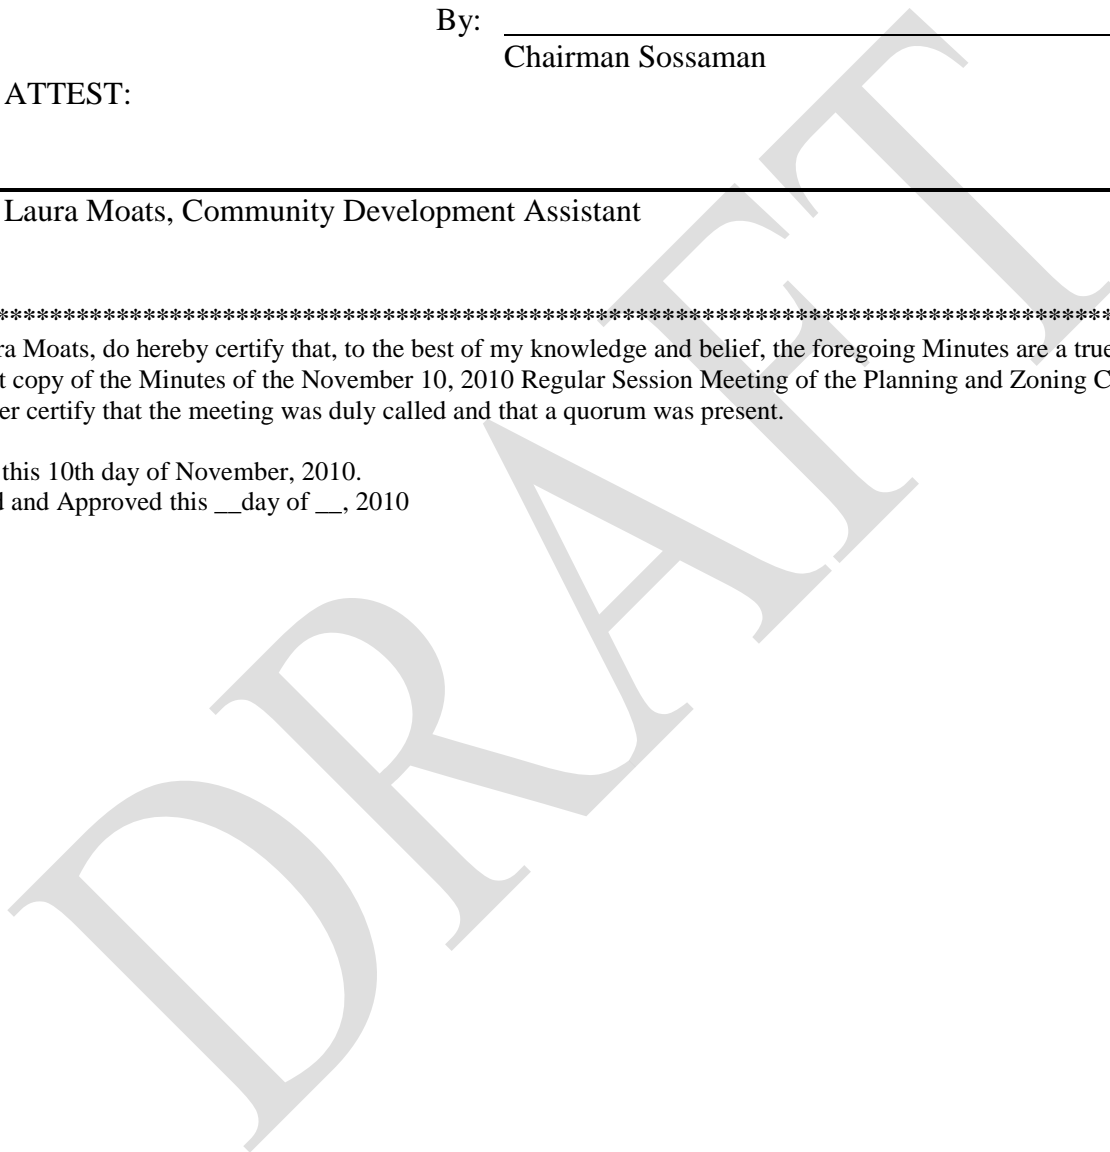 By:
Chairman Sossaman
ATTEST:
Laura Moats, Community Development Assistant
***********************************************************************************
ra Moats, do hereby certify that, to the best of my knowledge and belief, the foregoing Minutes are a true
t copy of the Minutes of the November 10, 2010 Regular Session Meeting of the Planning and Zoning C
er certify that the meeting was duly called and that a quorum was present.
this 10th day of November, 2010.
d and Approved this __day of __, 2010
DRAFT